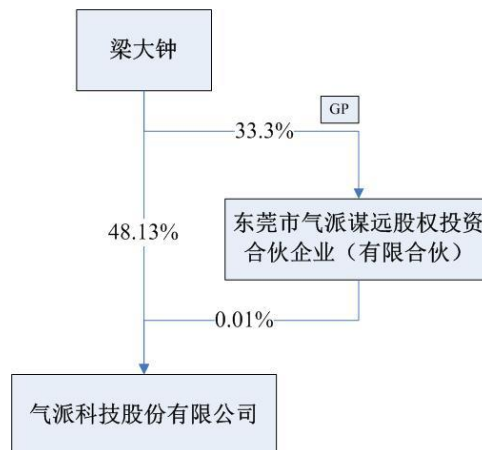 梁大钟
GP
33.3%
48.13%
东莞市气派谋远股权投资
合伙企业（有限合伙）
0.01%
气派科技股份有限公司